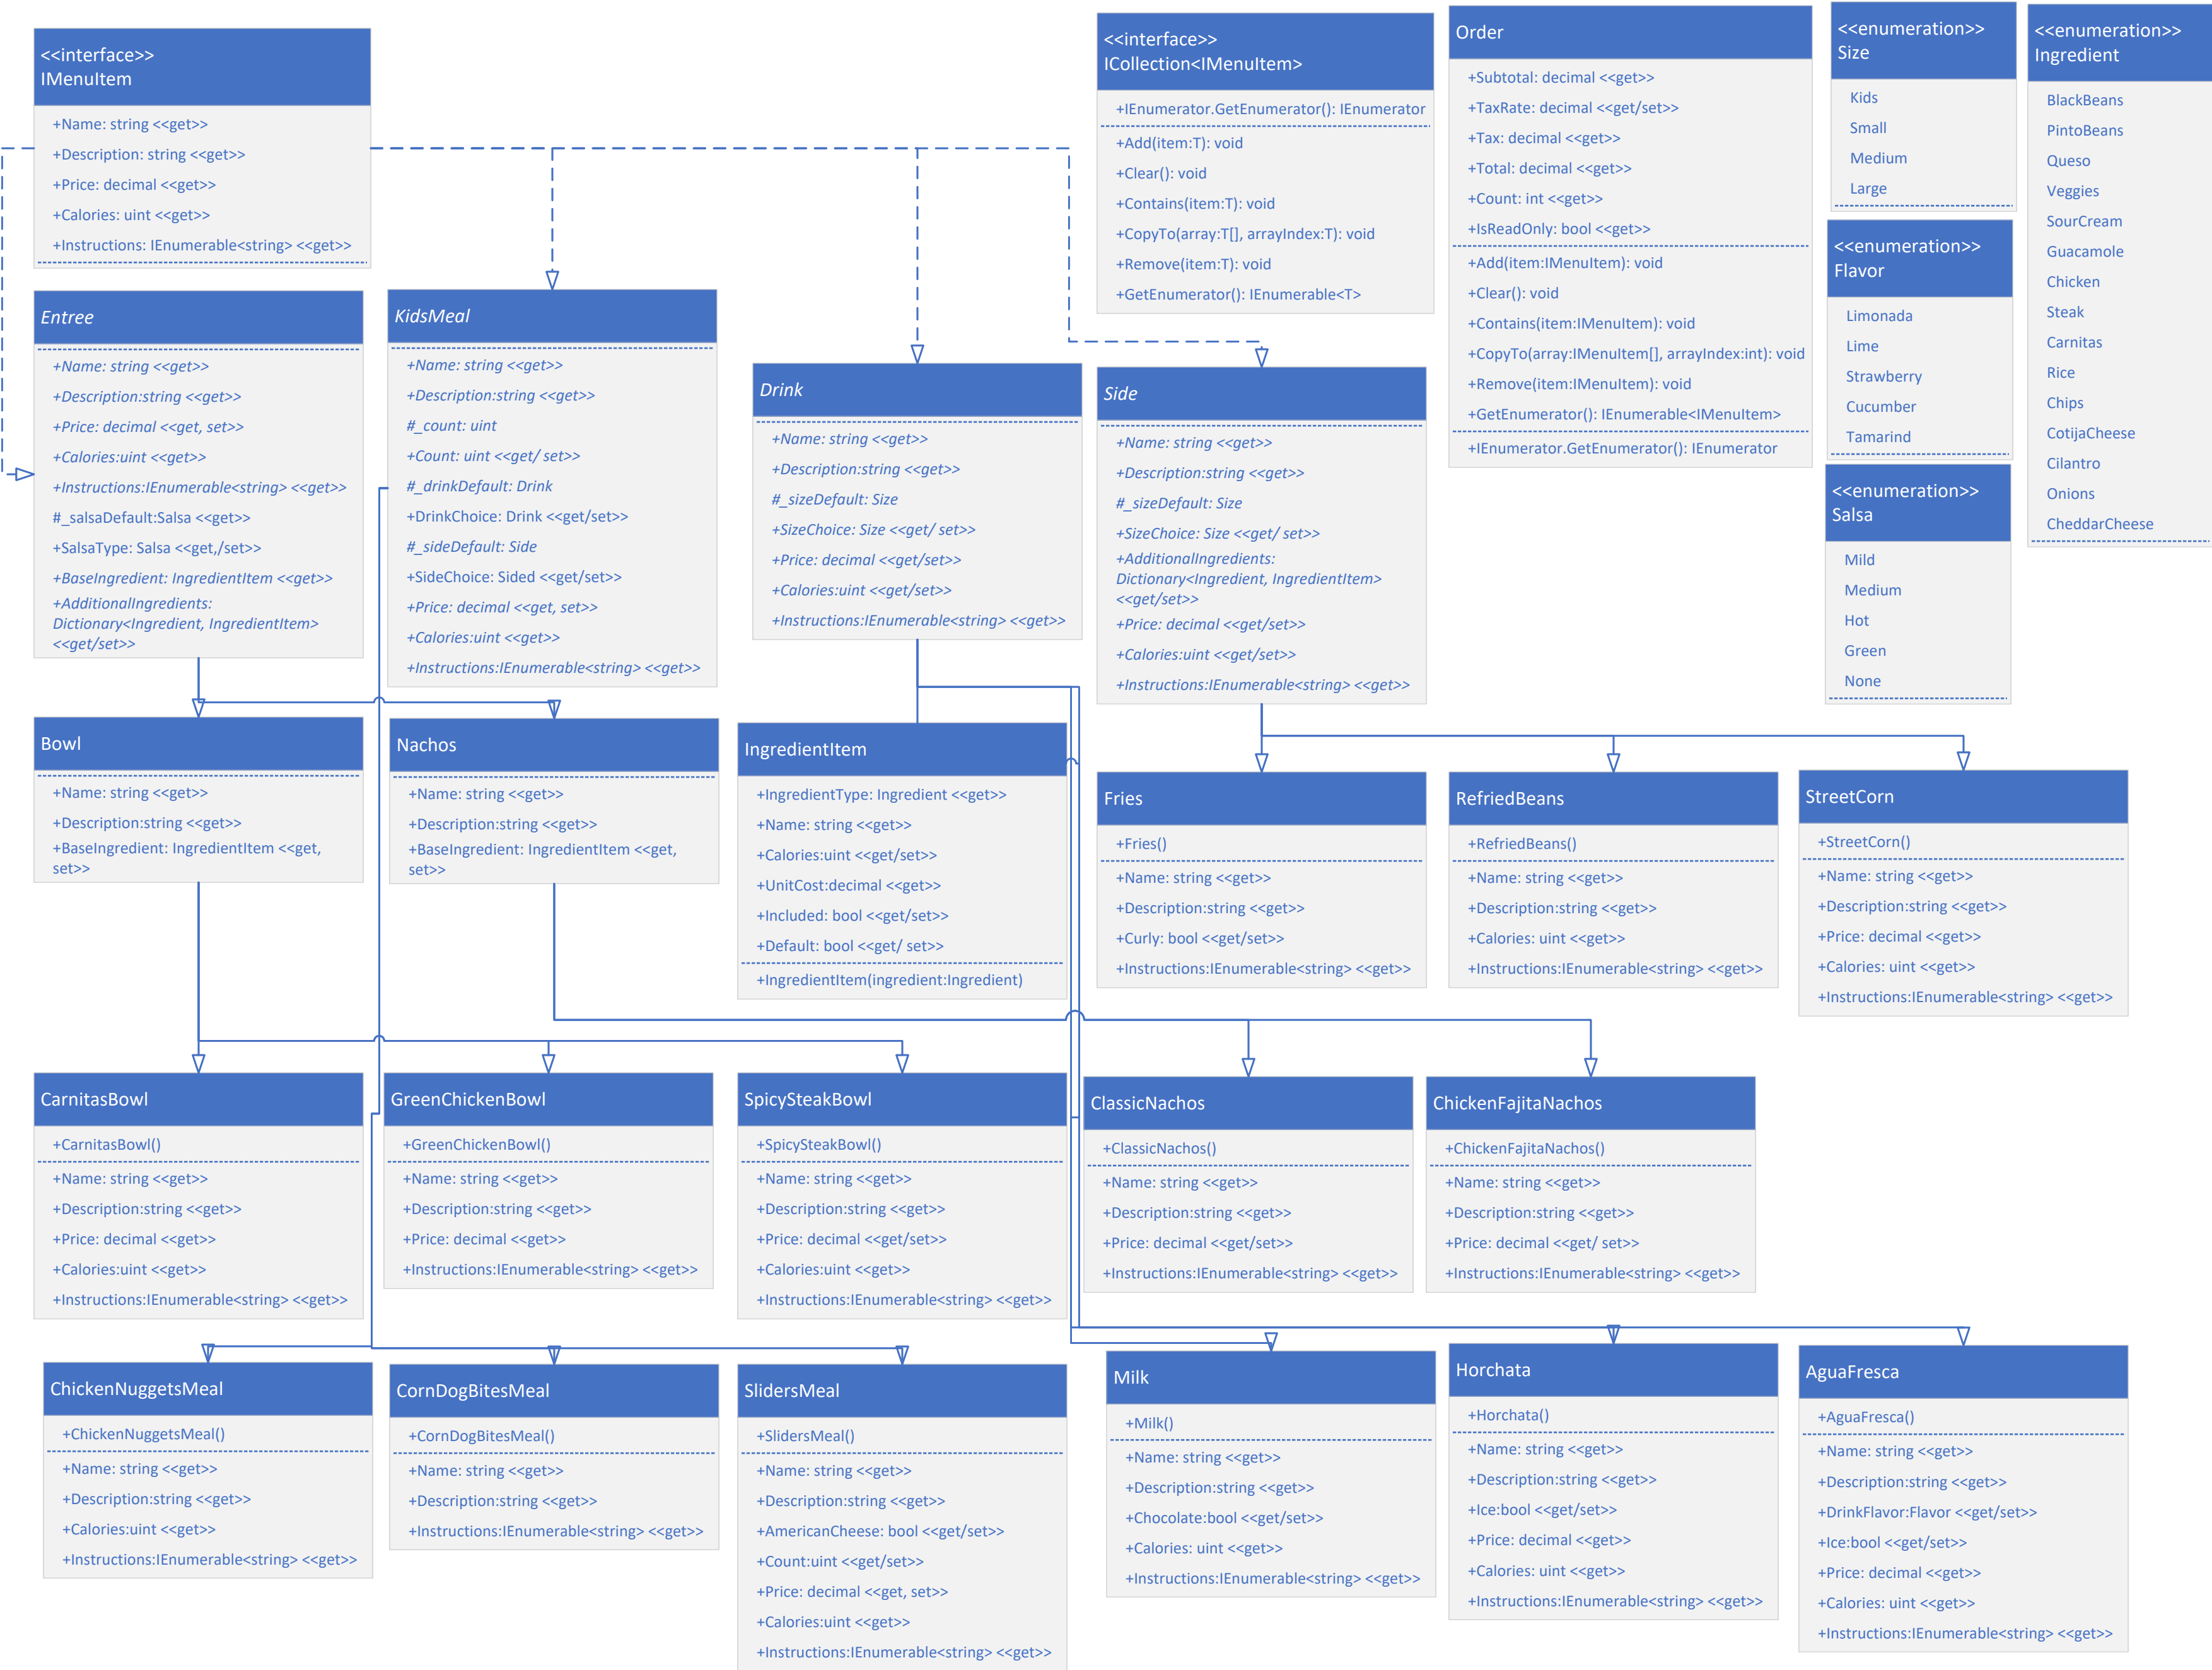 <<interface>>
IMenuItem
+Name: string <<get>>
+Description: string <<get>>
+Price: decimal <<get>>
+Calories: uint <<get>>
+Instructions: IEnumerable<string> <<get>>
<<interface>>
ICollection<IMenuItem>
+IEnumerator.GetEnumerator(): IEnumerator
+Add(item:T): void
+Clear(): void
+Contains(item:T): void
+CopyTo(array:T[], arrayIndex:T): void
+Remove(item:T): void
+GetEnumerator(): IEnumerable<T>
Order
+Subtotal: decimal <<get>>
+TaxRate: decimal <<get/set>>
+Tax: decimal <<get>>
+Total: decimal <<get>>
+Count: int <<get>>
+IsReadOnly: bool <<get>>
+Add(item:IMenuItem): void
+Clear(): void
+Contains(item:IMenuItem): void
+CopyTo(array:IMenuItem[], arrayIndex:int): void
+Remove(item:IMenuItem): void
+GetEnumerator(): IEnumerable<IMenuItem>
+IEnumerator.GetEnumerator(): IEnumerator
<<enumeration>>
Size
Kids
Small
Medium
Large
<<enumeration>>
Flavor
Limonada
Lime
Strawberry
Cucumber
Tamarind
<<enumeration>>
Salsa
Mild
Medium
Hot
Green
None
<<enumeration>>
Ingredient
BlackBeans
PintoBeans
Queso
Veggies
SourCream
Guacamole
Chicken
Steak
Carnitas
Rice
Chips
CotijaCheese
Cilantro
Onions
CheddarCheese
Entree
+Name: string <<get>>
+Description:string <<get>>
+Price: decimal <<get, set>>
+Calories:uint <<get>>
+Instructions:IEnumerable<string> <<get>>
#_salsaDefault:Salsa <<get>>
+SalsaType: Salsa <<get,/set>>
+BaseIngredient: IngredientItem <<get>>
+AdditionalIngredients:
Dictionary<Ingredient, IngredientItem>
<<get/set>>
KidsMeal
+Name: string <<get>>
+Description:string <<get>>
#_count: uint
+Count: uint <<get/ set>>
#_drinkDefault: Drink
+DrinkChoice: Drink <<get/set>>
#_sideDefault: Side
+SideChoice: Sided <<get/set>>
+Price: decimal <<get, set>>
+Calories:uint <<get>>
+Instructions:IEnumerable<string> <<get>>
Drink
+Name: string <<get>>
+Description:string <<get>>
#_sizeDefault: Size
+SizeChoice: Size <<get/ set>>
+Price: decimal <<get/set>>
+Calories:uint <<get/set>>
+Instructions:IEnumerable<string> <<get>>
Side
+Name: string <<get>>
+Description:string <<get>>
#_sizeDefault: Size
+SizeChoice: Size <<get/ set>>
+AdditionalIngredients:
Dictionary<Ingredient, IngredientItem>
<<get/set>>
+Price: decimal <<get/set>>
+Calories:uint <<get/set>>
+Instructions:IEnumerable<string> <<get>>
Bowl
+Name: string <<get>>
+Description:string <<get>>
+BaseIngredient: IngredientItem <<get,
set>>
Nachos
+Name: string <<get>>
+Description:string <<get>>
+BaseIngredient: IngredientItem <<get,
set>>
IngredientItem
+IngredientType: Ingredient <<get>>
+Name: string <<get>>
+Calories:uint <<get/set>>
+UnitCost:decimal <<get>>
+Included: bool <<get/set>>
+Default: bool <<get/ set>>
+IngredientItem(ingredient:Ingredient)
Fries
+Fries()
+Name: string <<get>>
+Description:string <<get>>
+Curly: bool <<get/set>>
+Instructions:IEnumerable<string> <<get>>
RefriedBeans
+RefriedBeans()
+Name: string <<get>>
+Description:string <<get>>
+Calories: uint <<get>>
+Instructions:IEnumerable<string> <<get>>
StreetCorn
+StreetCorn()
+Name: string <<get>>
+Description:string <<get>>
+Price: decimal <<get>>
+Calories: uint <<get>>
+Instructions:IEnumerable<string> <<get>>
CarnitasBowl
+CarnitasBowl()
+Name: string <<get>>
+Description:string <<get>>
+Price: decimal <<get>>
+Calories:uint <<get>>
+Instructions:IEnumerable<string> <<get>>
GreenChickenBowl
+GreenChickenBowl()
+Name: string <<get>>
+Description:string <<get>>
+Price: decimal <<get>>
+Instructions:IEnumerable<string> <<get>>
SpicySteakBowl
+SpicySteakBowl()
+Name: string <<get>>
+Description:string <<get>>
+Price: decimal <<get/set>>
+Calories:uint <<get>>
+Instructions:IEnumerable<string> <<get>>
ClassicNachos
+ClassicNachos()
+Name: string <<get>>
+Description:string <<get>>
+Price: decimal <<get/set>>
+Instructions:IEnumerable<string> <<get>>
ChickenFajitaNachos
+ChickenFajitaNachos()
+Name: string <<get>>
+Description:string <<get>>
+Price: decimal <<get/ set>>
+Instructions:IEnumerable<string> <<get>>
ChickenNuggetsMeal
+ChickenNuggetsMeal()
+Name: string <<get>>
+Description:string <<get>>
+Calories:uint <<get>>
+Instructions:IEnumerable<string> <<get>>
CornDogBitesMeal
+CornDogBitesMeal()
+Name: string <<get>>
+Description:string <<get>>
+Instructions:IEnumerable<string> <<get>>
SlidersMeal
+SlidersMeal()
+Name: string <<get>>
+Description:string <<get>>
+AmericanCheese: bool <<get/set>>
+Count:uint <<get/set>>
+Price: decimal <<get, set>>
+Calories:uint <<get>>
+Instructions:IEnumerable<string> <<get>>
Milk
+Milk()
+Name: string <<get>>
+Description:string <<get>>
+Chocolate:bool <<get/set>>
+Calories: uint <<get>>
+Instructions:IEnumerable<string> <<get>>
Horchata
+Horchata()
+Name: string <<get>>
+Description:string <<get>>
+Ice:bool <<get/set>>
+Price: decimal <<get>>
+Calories: uint <<get>>
+Instructions:IEnumerable<string> <<get>>
AguaFresca
+AguaFresca()
+Name: string <<get>>
+Description:string <<get>>
+DrinkFlavor:Flavor <<get/set>>
+Ice:bool <<get/set>>
+Price: decimal <<get>>
+Calories: uint <<get>>
+Instructions:IEnumerable<string> <<get>>